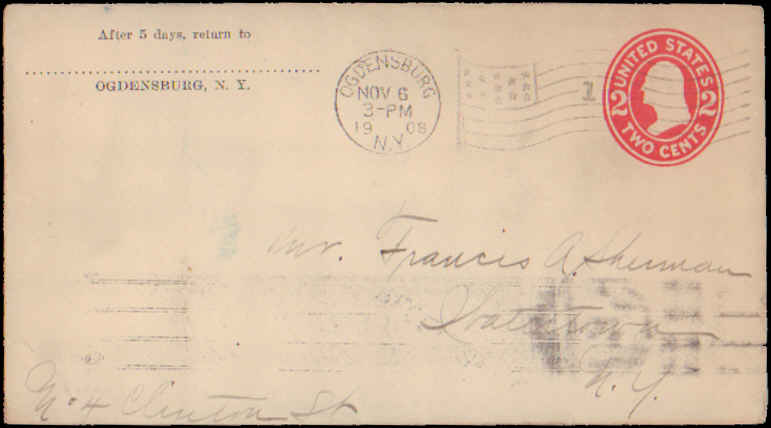 After 5 days, return to
OGDENSBURG, N. Y.
OGDENSBURG
NOV 6
3-PM
19 08
N.Y.
1
UNITED STATES
2 2
TWO CENTS
Mr. Francis A. Sherman
Watertown
N.Y.
No 4 Clinton St